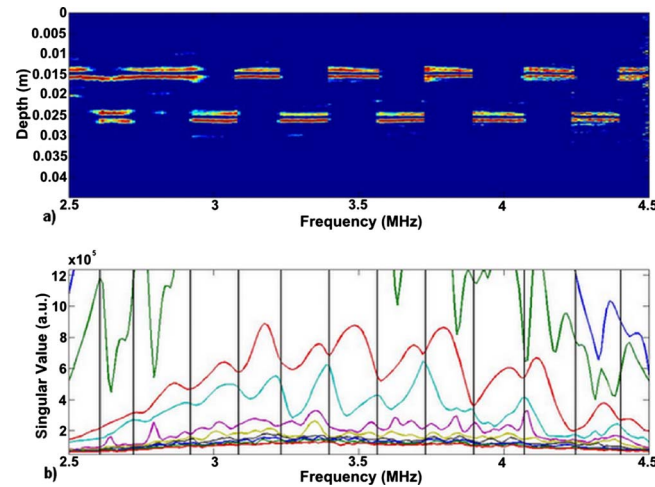 0
0.005
0.01
0.015
0.02
0.025
0.03
0.035
0.04
Depth (m)
2.5 3 3.5 4 4.5
a) Frequency (MHz)
x10⁵
12
10
8
6
4
2
Singular Value (a.u.)
2.5 3 3.5 4 4.5
b) Frequency (MHz)